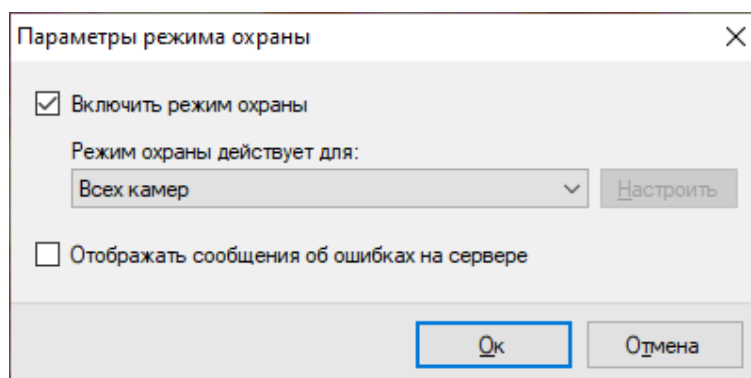 Параметры режима охраны
Включить режим охраны
Режим охраны действует для:
Всех камер
Настроить
Отображать сообщения об ошибках на сервере
Ок
Отмена